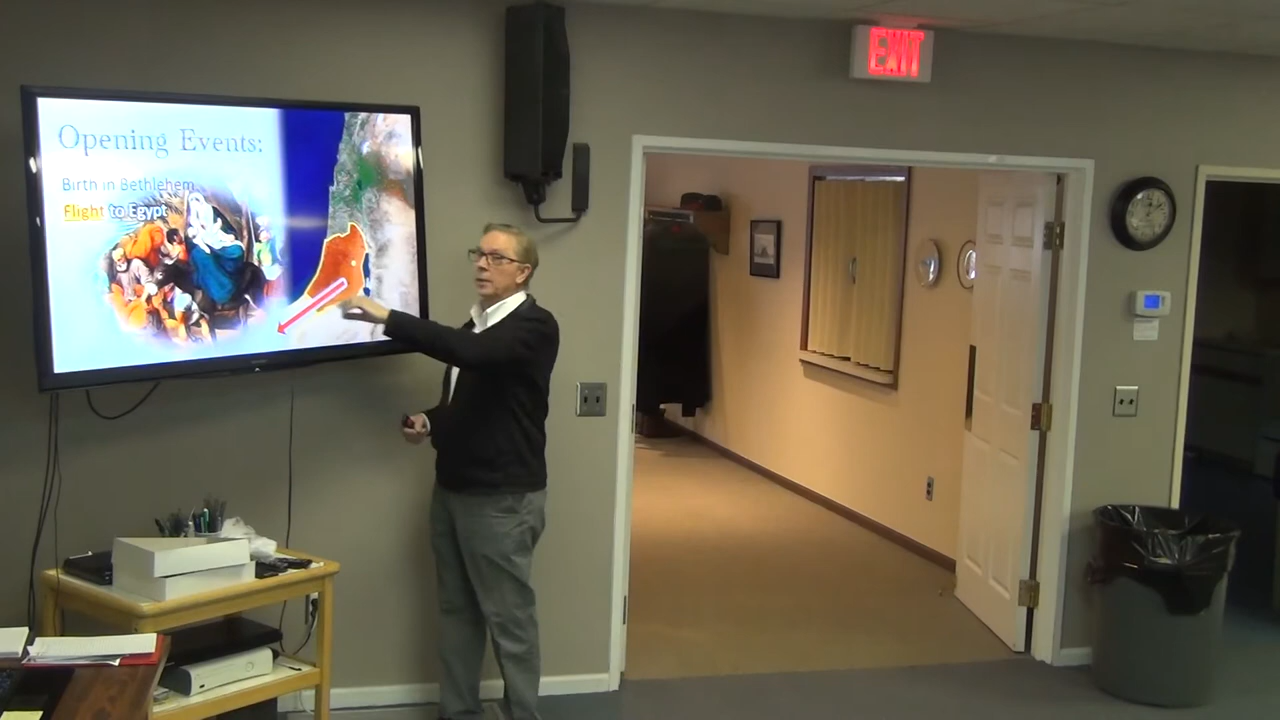 Opening Events:
Birth in Bethlehem
Flight to Egypt
EXIT